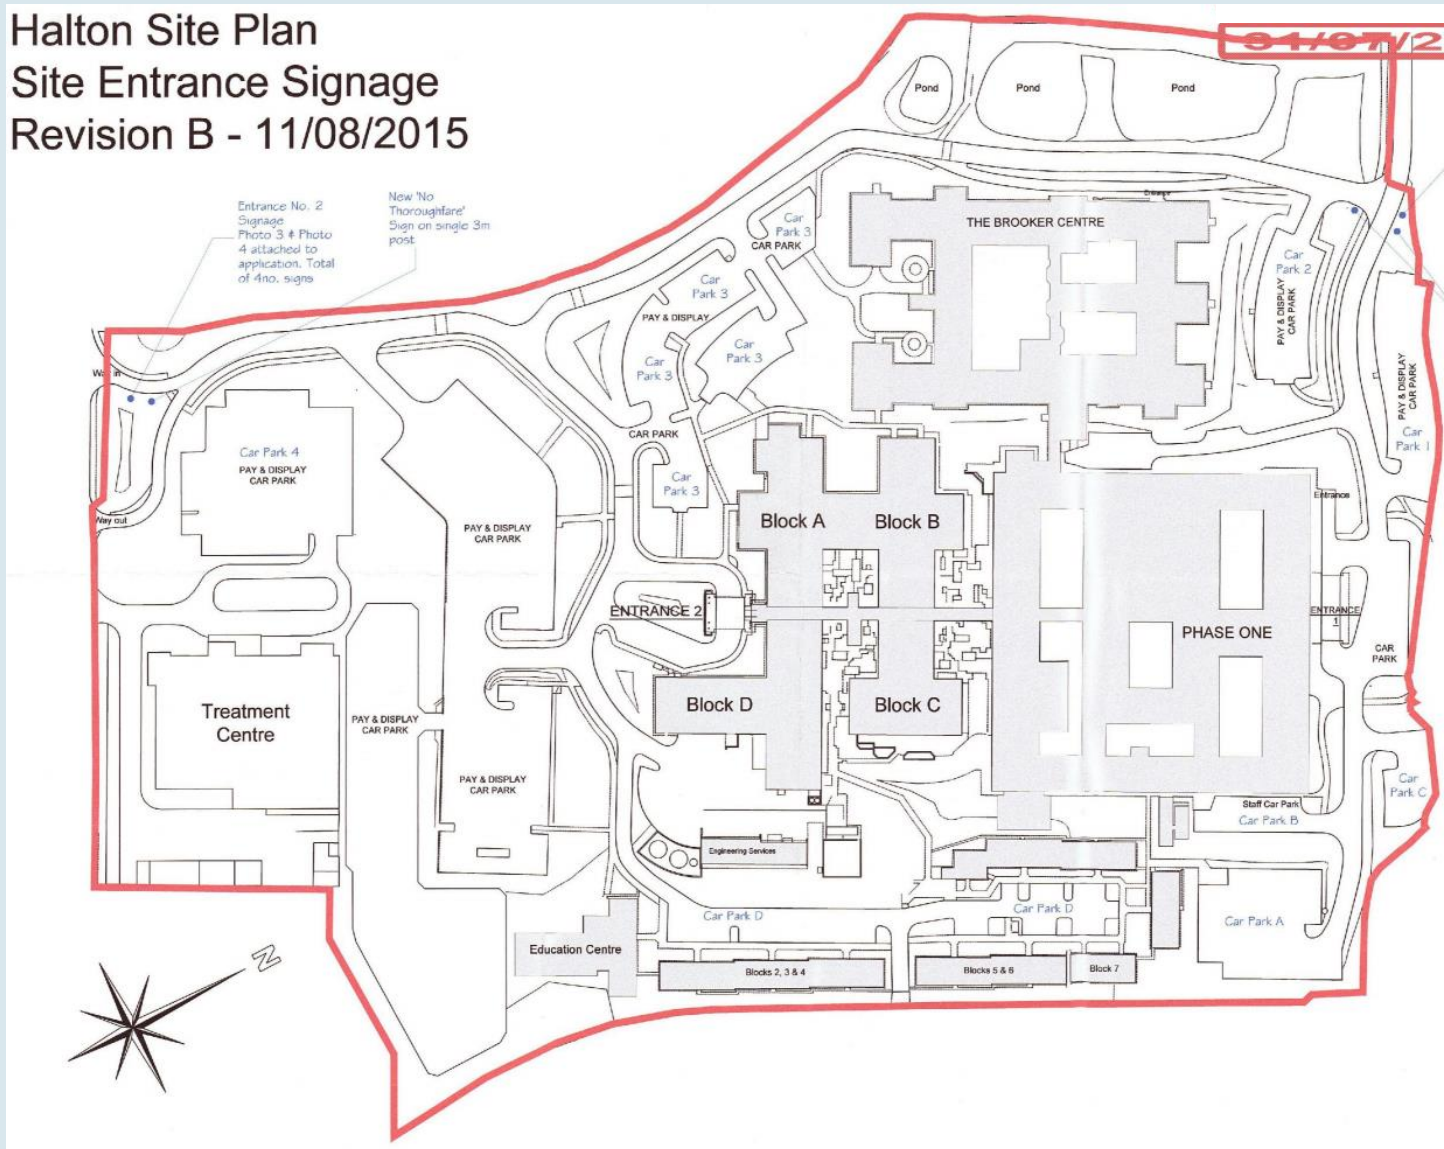 Halton Site Plan
Site Entrance Signage
Revision B - 11/08/2015
Entrance No. 2
Signage
Photo 3 & Photo
4 attached to
application. Total
of 4no. signs
New 'No
Thoroughfare'
Sign on single 3m
post
Pond
Pond
Pond
Entrance
THE BROOKER CENTRE
Car
Park 3
CAR PARK
Car
Park 3
PAY & DISPLAY
Car
Park 3
Car
Park 3
CAR PARK
Car
Park 3
Car
Park 2
PAY & DISPLAY
CAR PARK
PAY & DISPLAY
CAR PARK
Car
Park 1
Way in
Car Park 4
PAY & DISPLAY
CAR PARK
Way out
PAY & DISPLAY
CAR PARK
Block A
Block B
Entrance
ENTRANCE 2
ENTRANCE
1
PHASE ONE
CAR
PARK
Treatment
Centre
PAY & DISPLAY
CAR PARK
Block D
Block C
PAY & DISPLAY
CAR PARK
Car
Park C
Staff Car Park
Car Park B
Engineering Services
Car Park D
Car Park D
Car Park A
Education Centre
Blocks 2, 3 & 4
Blocks 5 & 6
Block 7
N